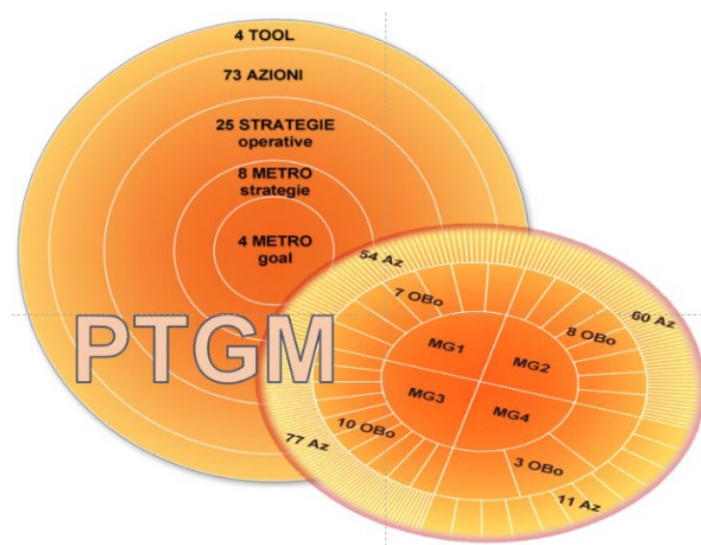 4 TOOL
73 AZIONI
25 STRATEGIE
operative
8 METRO
strategie
4 METRO
goal
PTGM
54 Az
7 OBo
60 Az
8 OBo
MG1
MG2
MG3
MG4
10 OBo
77 Az
3 OBo
11 Az